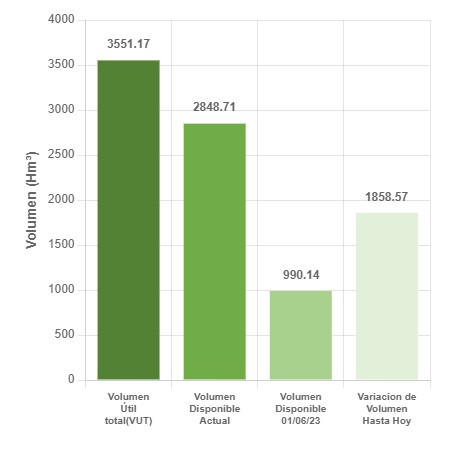 4000
3500
3000
2500
2000
1500
1000
500
0
Volumen (Hm³)
3551.17
2848.71
990.14
1858.57
Volumen
Útil
total(VUT)
Volumen
Disponible
Actual
Volumen
Disponible
01/06/23
Variacion de
Volumen
Hasta Hoy